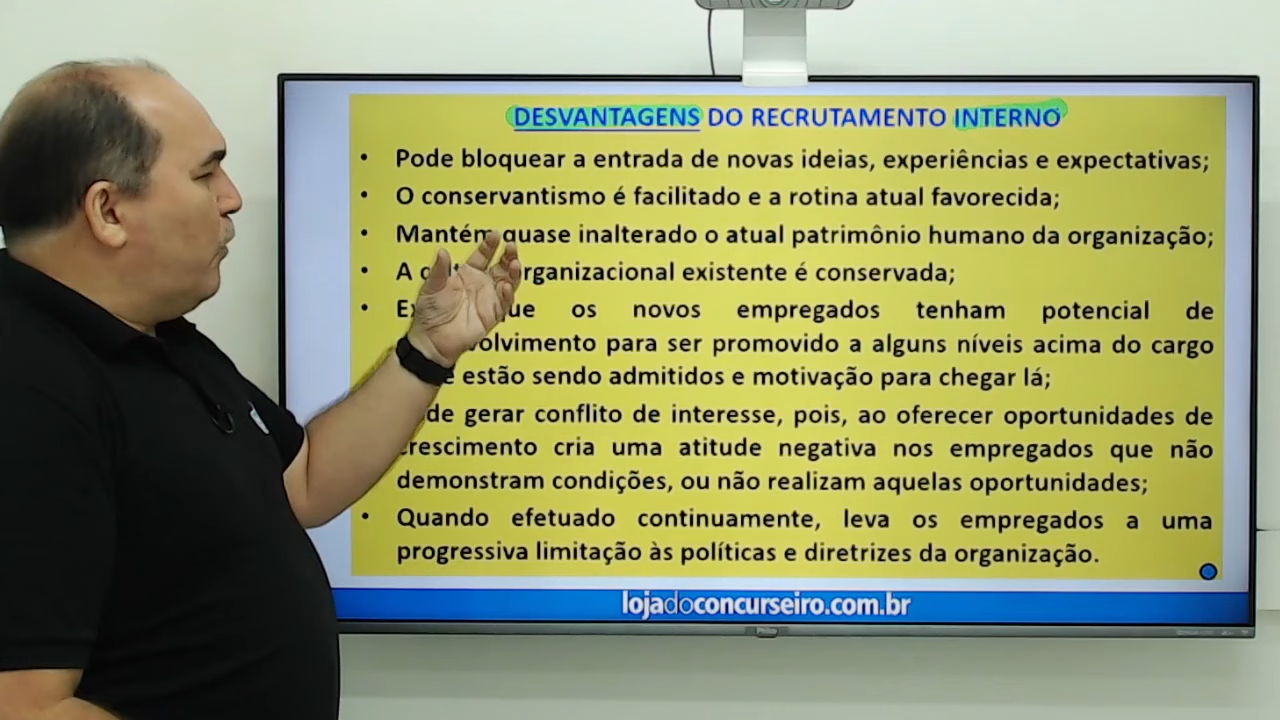 DESVANTAGENS DO RECRUTAMENTO INTERNO
• Pode bloquear a entrada de novas ideias, experiências e expectativas;
• O conservantismo é facilitado e a rotina atual favorecida;
• Mantém quase inalterado o atual patrimônio humano da organização;
• A organizacional existente é conservada;
• os novos empregados tenham potencial de
para ser promovido a alguns níveis acima do cargo
estão sendo admitidos e motivação para chegar lá;
gerar conflito de interesse, pois, ao oferecer oportunidades de
crescimento cria uma atitude negativa nos empregados que não
demonstram condições, ou não realizam aquelas oportunidades;
• Quando efetuado continuamente, leva os empregados a uma
progressiva limitação às políticas e diretrizes da organização.
lojadoconcurseiro.com.br